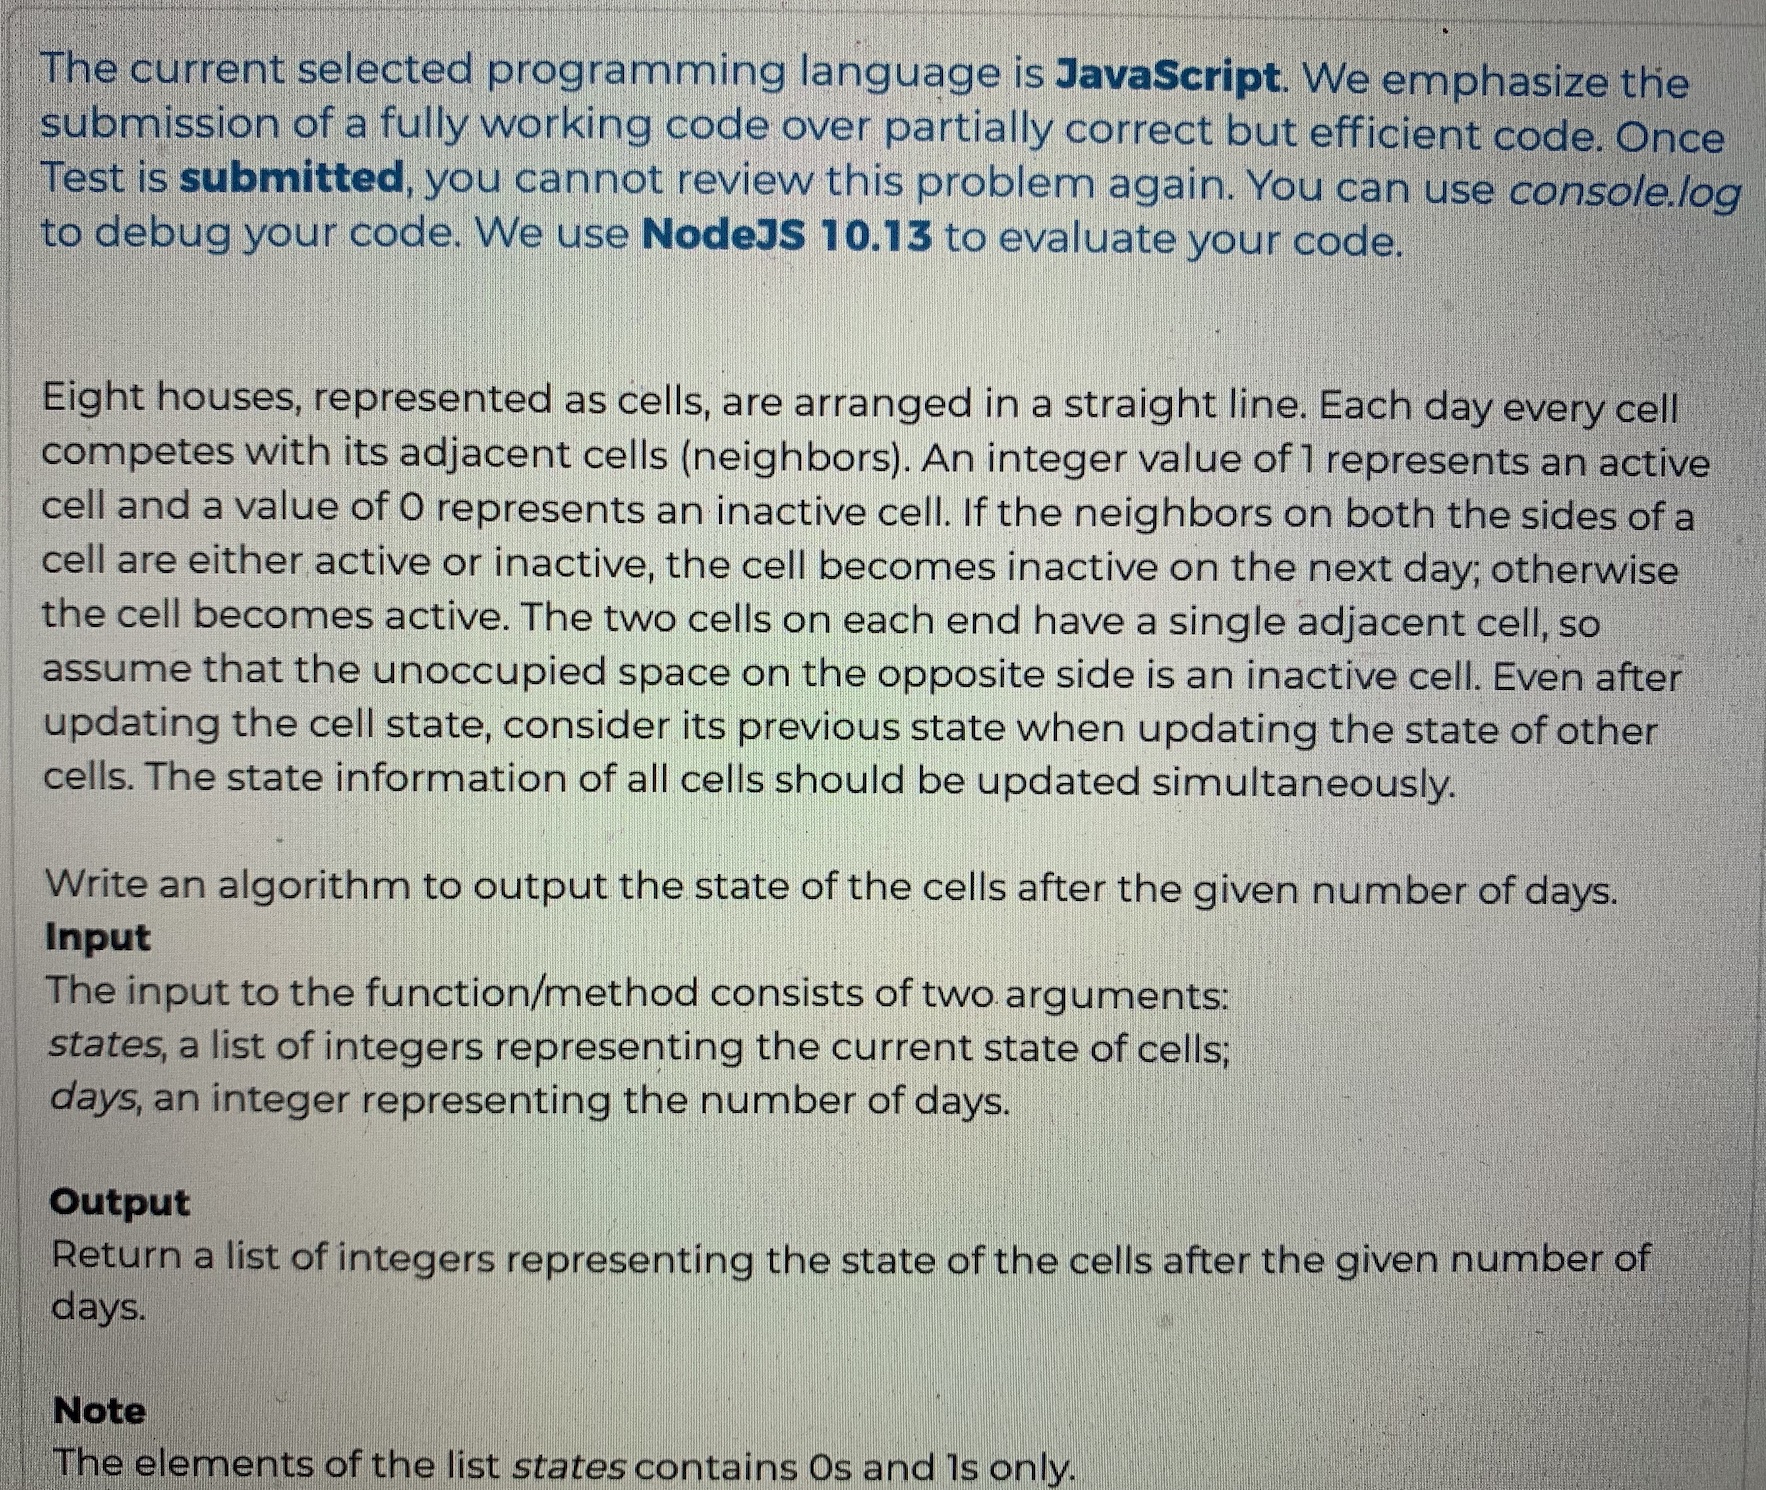 The current selected programming language is JavaScript. We emphasize the
submission of a fully working code over partially correct but efficient code. Once
Test is submitted, you cannot review this problem again. You can use console.log
to debug your code. We use NodeJS 10.13 to evaluate your code.
Eight houses, represented as cells, are arranged in a straight line. Each day every cell
competes with its adjacent cells (neighbors). An integer value of 1 represents an active
cell and a value of 0 represents an inactive cell. If the neighbors on both the sides of a
cell are either active or inactive, the cell becomes inactive on the next day; otherwise
the cell becomes active. The two cells on each end have a single adjacent cell, so
assume that the unoccupied space on the opposite side is an inactive cell. Even after
updating the cell state, consider its previous state when updating the state of other
cells. The state information of all cells should be updated simultaneously.
Write an algorithm to output the state of the cells after the given number of days.
Input
The input to the function/method consists of two arguments:
states, a list of integers representing the current state of cells;
days, an integer representing the number of days.
Output
Return a list of integers representing the state of the cells after the given number of
days.
Note
The elements of the list states contains 0s and 1s only.